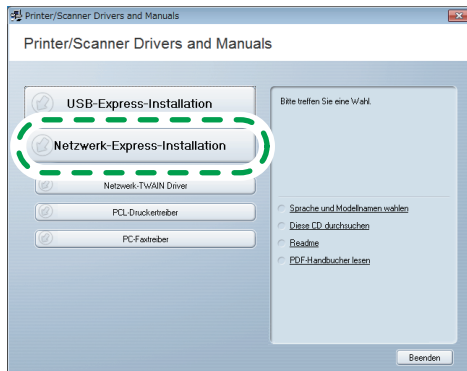 Printer/Scanner Drivers and Manuals
Printer/Scanner Drivers and Manuals
USB-Express-Installation
Netzwerk-Express-Installation
Netzwerk-TWAIN Driver
PCL-Druckertreiber
PC-Faxtreiber
Bitte treffen Sie eine Wahl.
Sprache und Modellnamen wahlen
Diese CD durchsuchen
Readme
PDF-Handbucher lesen
Beenden